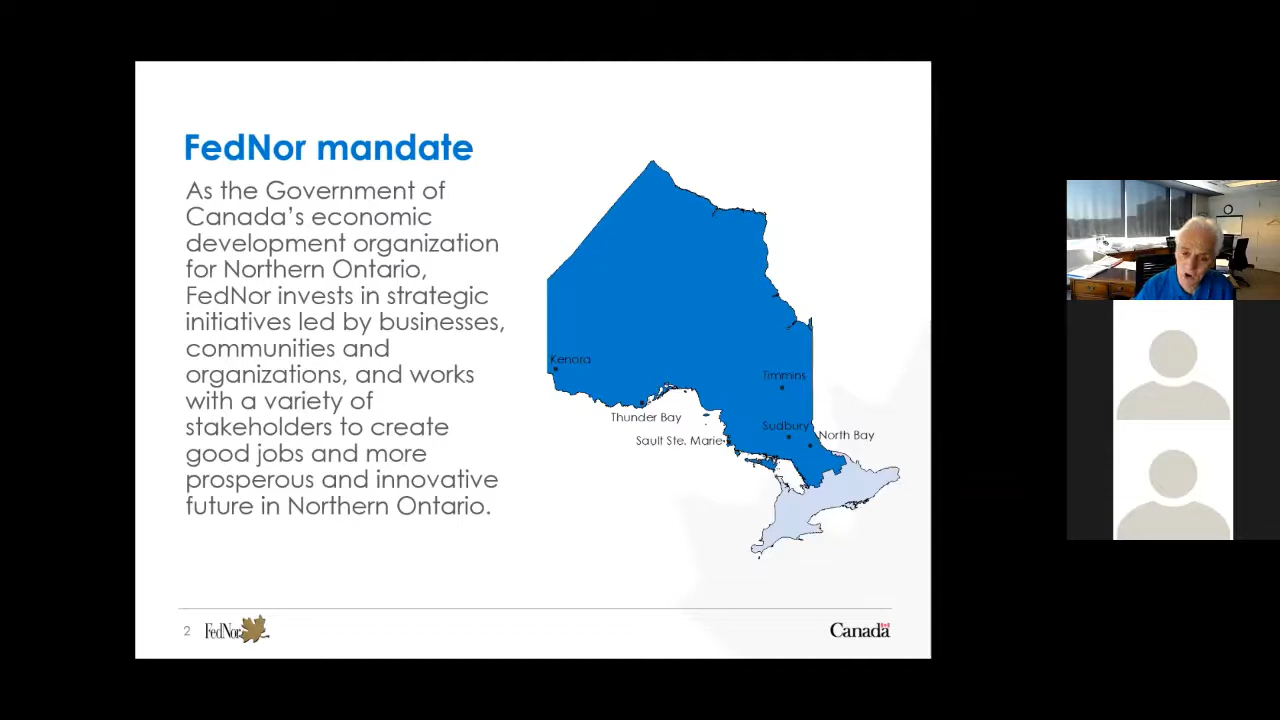 FedNor mandate
As the Government of
Canada's economic
development organization
for Northern Ontario,
FedNor invests in strategic
initiatives led by businesses,
communities and
organizations, and works
with a variety of
stakeholders to create
good jobs and more
prosperous and innovative
future in Northern Ontario.
Kenora
Timmins
Thunder Bay
Sudbury
North Bay
Sault Ste. Marie
2
FedNor
Canada